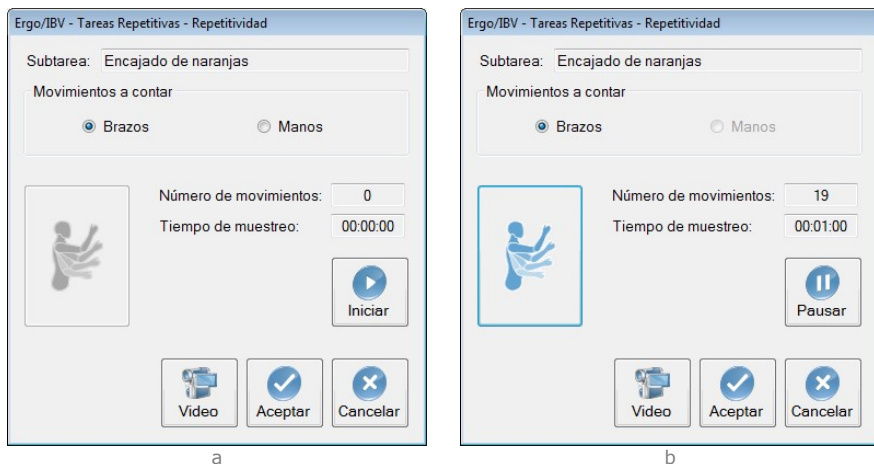 Ergo/IBV - Tareas Repetitivas - Repetitividad
Subtarea: Encajado de naranjas
Movimientos a contar
Brazos Manos
Número de movimientos: 0
Tiempo de muestreo: 00:00:00
Iniciar
Video Aceptar Cancelar
a
Ergo/IBV - Tareas Repetitivas - Repetitividad
Subtarea: Encajado de naranjas
Movimientos a contar
Brazos Manos
Número de movimientos: 19
Tiempo de muestreo: 00:01:00
Pausar
Video Aceptar Cancelar
b